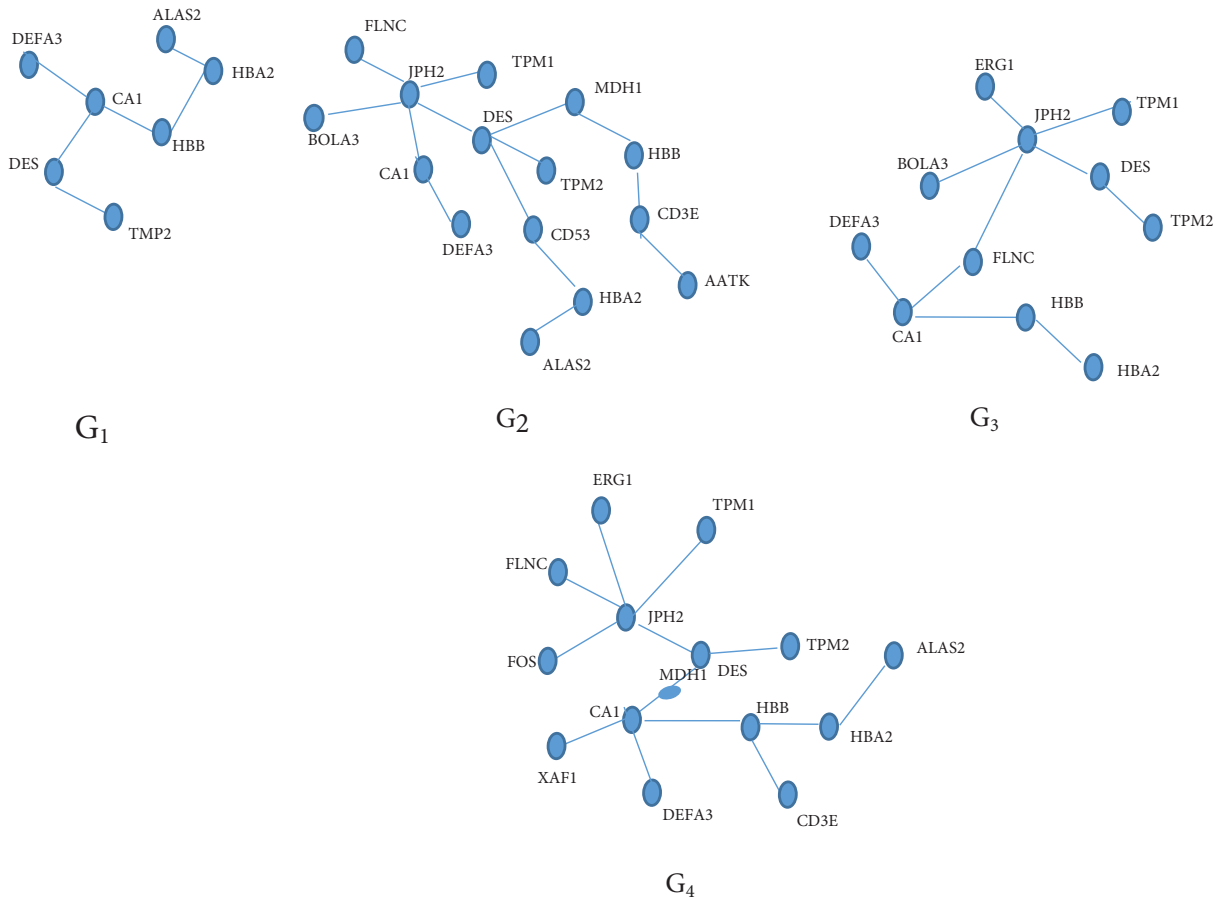 ALAS2
DEFA3
HBA2
CA1
HBB
DES
TMP2
G1
FLNC
TPM1
JPH2
MDH1
DES
BOLA3
HBB
CA1
TPM2
CD3E
CD53
DEFA3
AATK
HBA2
ALAS2
G2
ERG1
JPH2
TPM1
BOLA3
DES
DEFA3
TPM2
FLNC
HBB
CA1
HBA2
G3
ERG1
TPM1
FLNC
JPH2
FOS
TPM2
ALAS2
MDH1
DES
CA1
HBB
HBA2
XAF1
DEFA3
CD3E
G4